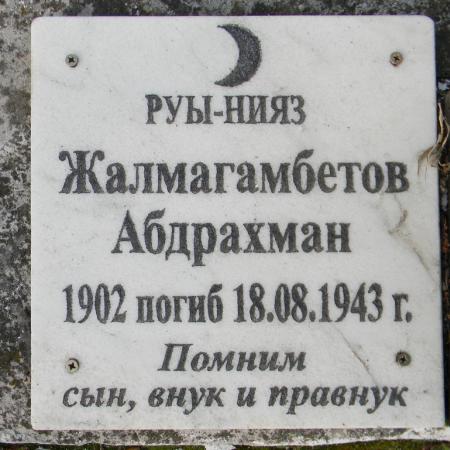 РУЫ-НИЯЗ
Жалмагамбетов
Абдрахман
1902 погиб 18.08.1943 г.
Помним
сын, внук и правнук